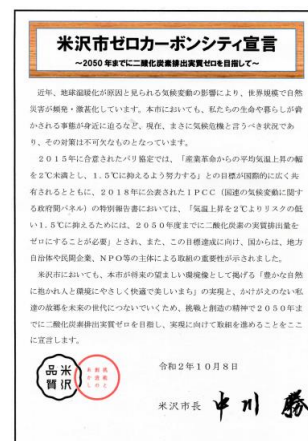 米沢市ゼロカーボンシティ宣言
~2050年までに二酸化炭素排出実質ゼロを目指して~
近年、地球温暖化が原因と見られる気候変動の影響により、世界規模で自然
災害が頻発・激甚化しています。本市においても、私たちの生命や暮らしが脅
かされる事態が身近に迫るなど、現在、まさに気候危機と言うべき状況であ
り、その対策は不可欠なものとなっています。
2015年に合意されたパリ協定では、「産業革命からの平均気温上昇の幅
を2℃未満とし、1.5℃に抑えるよう努力する」との目標が国際的に広く共
有されるとともに、2018年に公表されたIPCC(国連の気候変動に関す
る政府間パネル)の特別報告書においては、「気温上昇を2℃よりリスクの低
い1.5℃に抑えるためには、2050年度までに二酸化炭素の実質排出量を
ゼロにすることが必要」とされ、また、この目標達成に向け、国からは、地方
自治体や民間企業、NPO等の主体による取組の重要性が示されました。
米沢市においても、本市が将来の望ましい環境像として掲げる「豊かな自然
に抱かれ人と環境にやさしく快適で美しいまち」の実現と、かけがえのない私
達の故郷を未来の世代につないでいくため、挑戦と創造の精神で2050年ま
でに二酸化炭素排出実質ゼロを目指し、実現に向けて取組を進めることをここ
に宣言します。
令和2年10月8日
米沢品質
挑戦と創造の
米沢市長 中川 勝